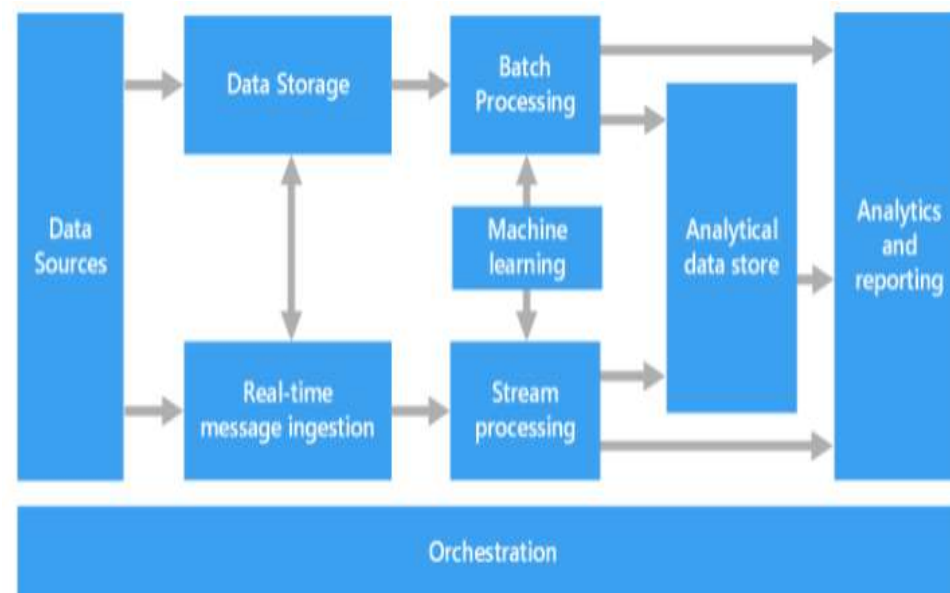 Data
Sources
Data Storage
Real-time
message ingestion
Batch
Processing
Machine
learning
Stream
processing
Analytical
data store
Analytics
and
reporting
Orchestration